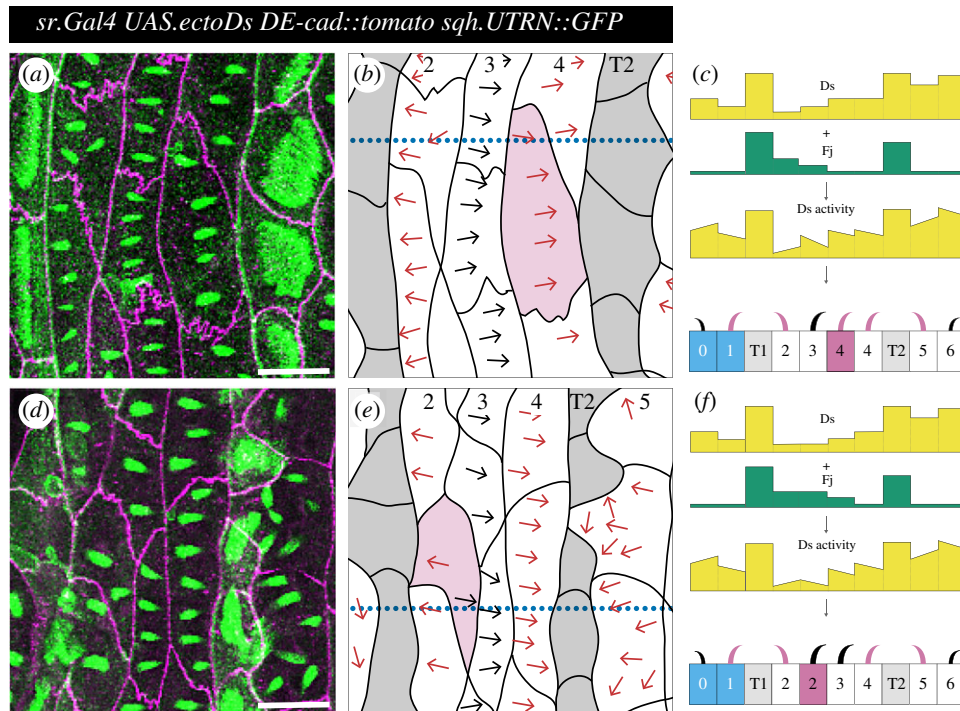 sr.Gal4 UAS.ectoDs DE-cad::tomato sqh.UTRN::GFP
(a)
(b)
2 3 4 T2
(c)
Ds
+
Fj
Ds activity
0 1 T1 2 3 4 4 T2 5 6
(d)
(e)
2 3 4 T2 5
(f)
Ds
+
Fj
Ds activity
0 1 T1 2 2 3 4 T2 5 6